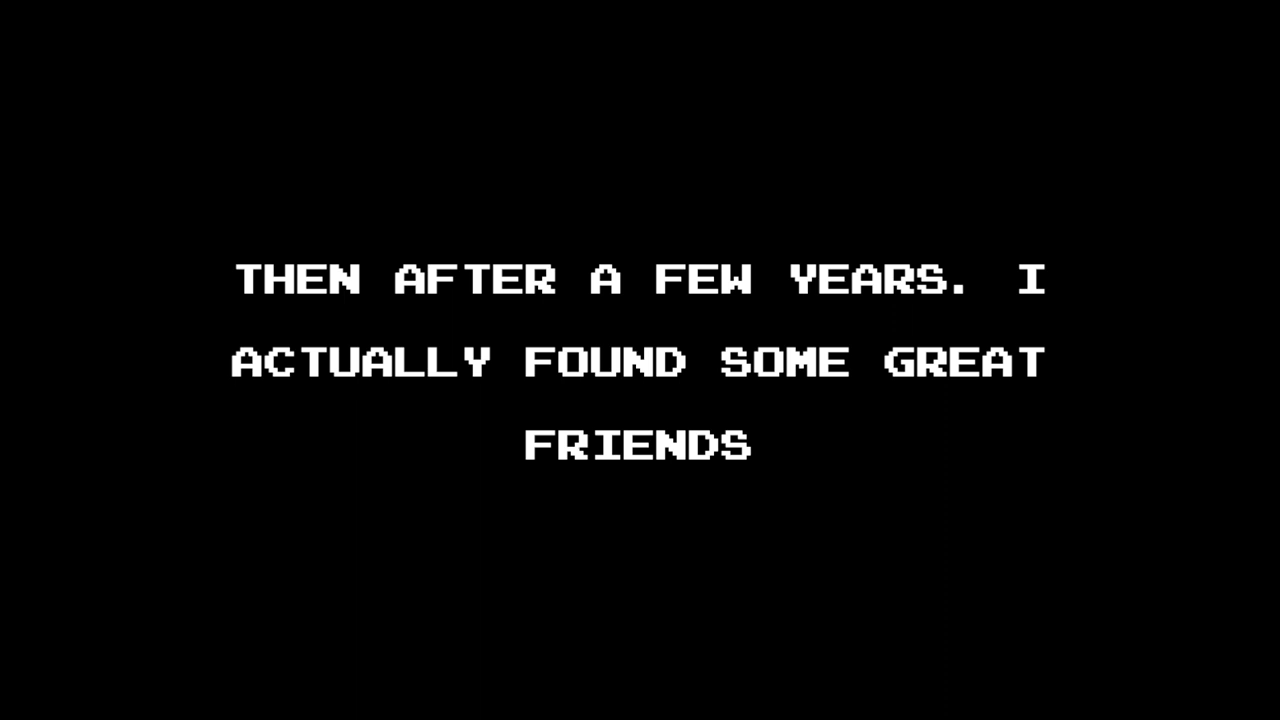 THEN AFTER A FEW YEARS. I
ACTUALLY FOUND SOME GREAT
FRIENDS